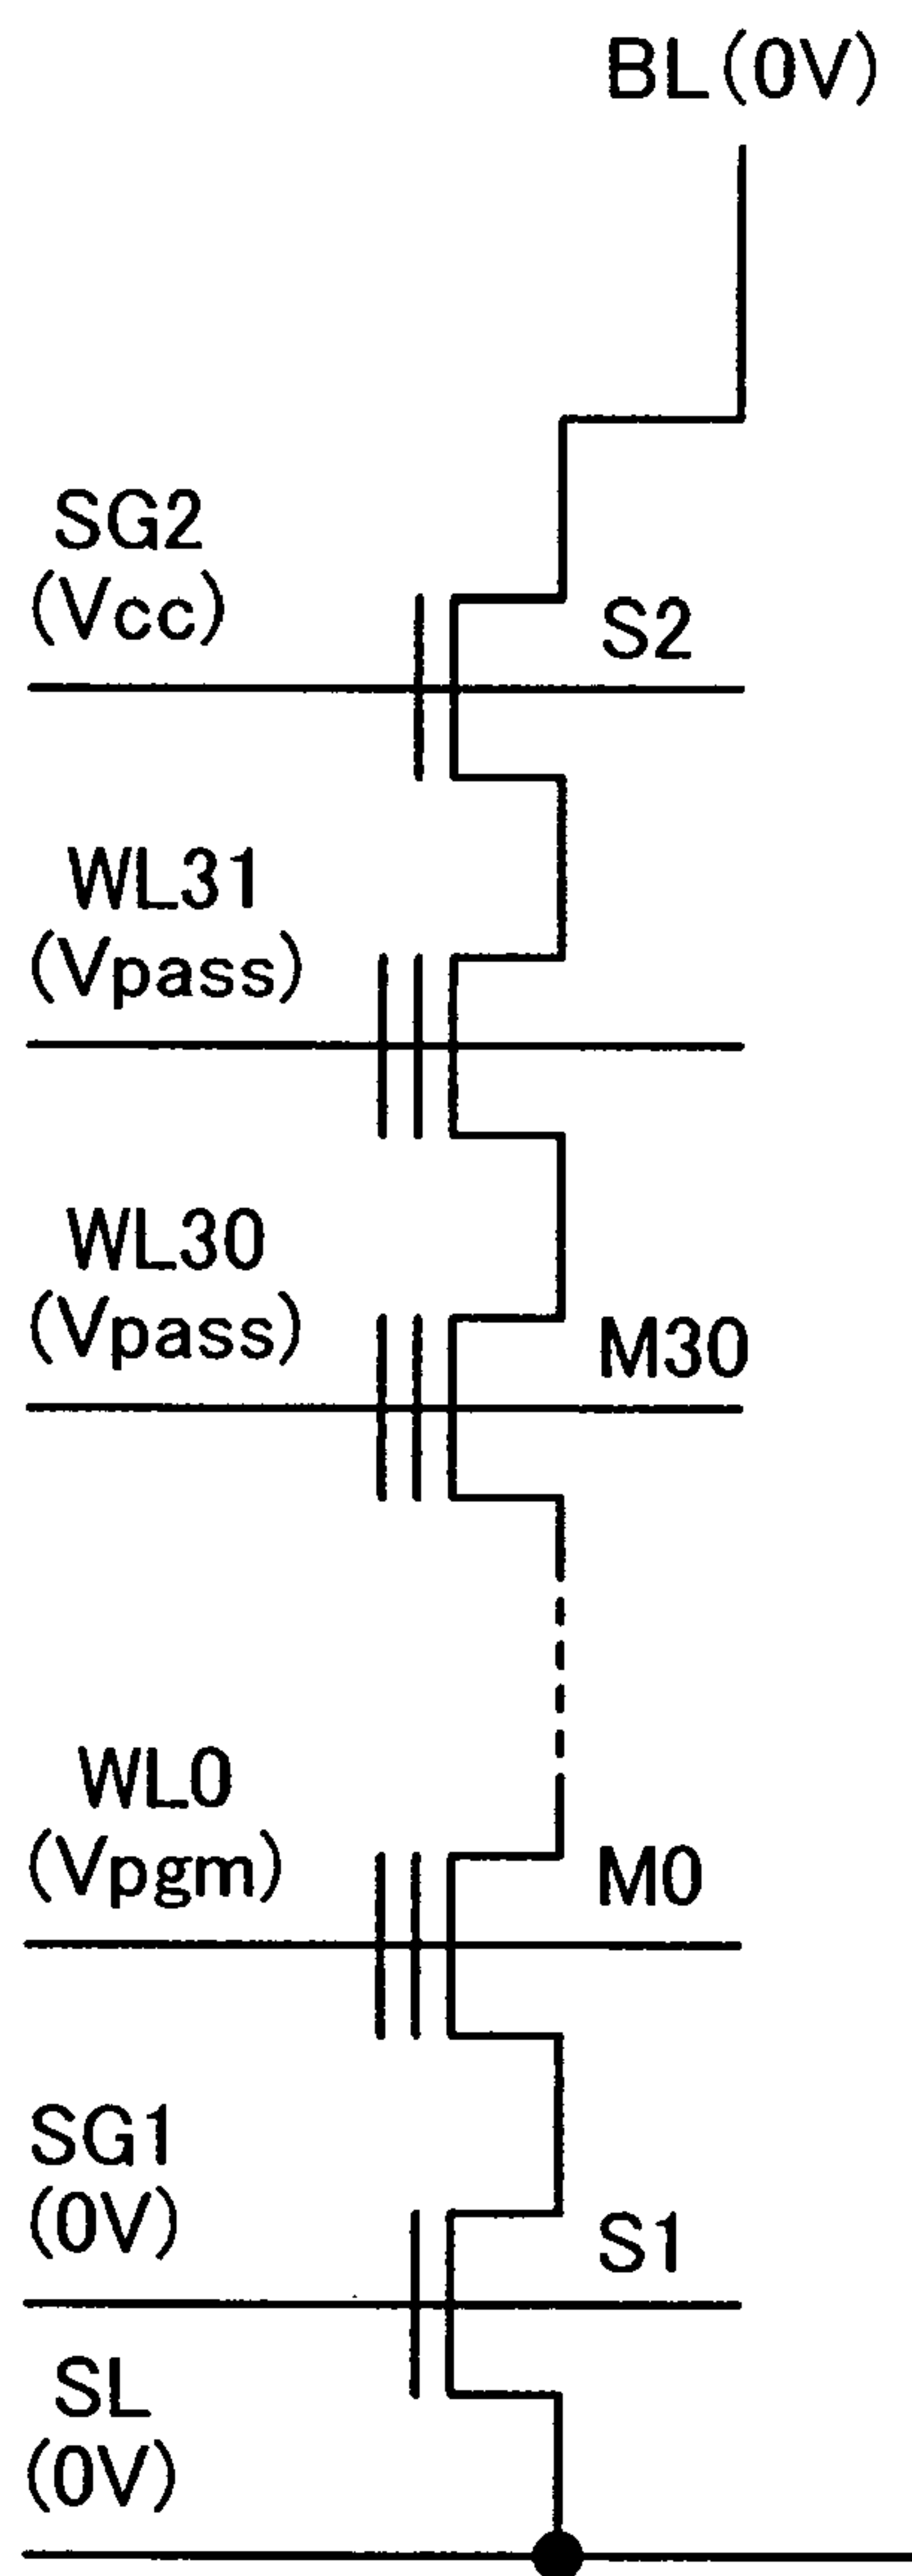 BL(0V)
SG2
(Vcc)
S2
WL31
(Vpass)
WL30
(Vpass)
M30
WL0
(Vpgm)
M0
SG1
(0V)
S1
SL
(0V)